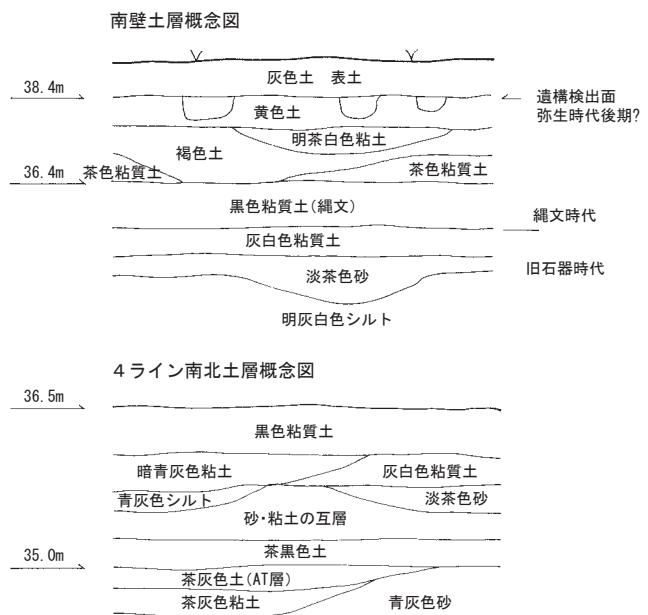 南壁土層概念図
灰色土　表土
38.4m
遺構検出面
弥生時代後期?
黄色土
明茶白色粘土
褐色土
36.4m
茶色粘質土
茶色粘質土
黒色粘質土(縄文)
縄文時代
灰白色粘質土
淡茶色砂
旧石器時代
明灰白色シルト
４ライン南北土層概念図
36.5m
黒色粘質土
暗青灰色粘土
灰白色粘質土
青灰色シルト
淡茶色砂
砂・粘土の互層
茶黒色土
35.0m
茶灰色土(AT層)
茶灰色粘土
青灰色砂